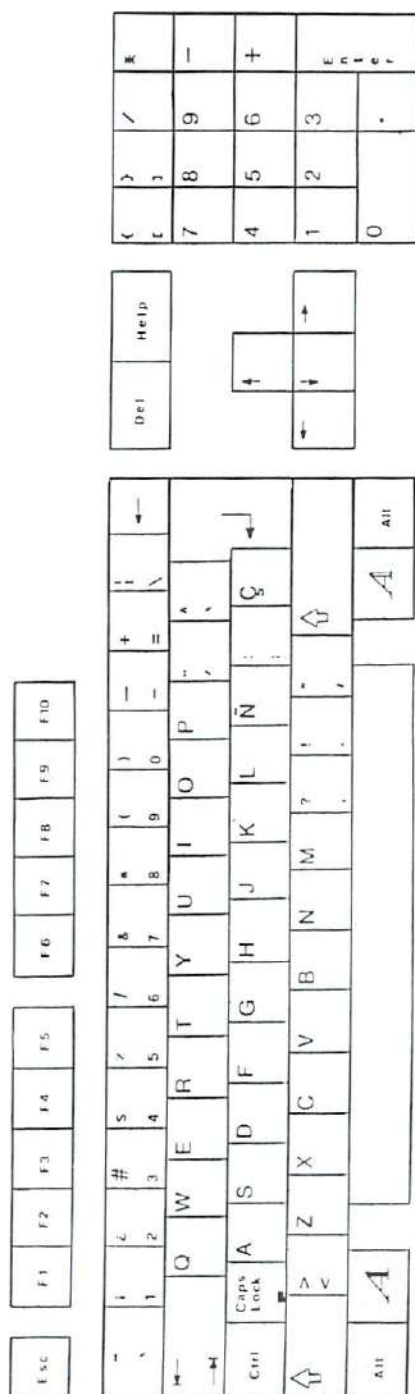 Esc F1 F2 F3 F4 F5 F6 F7 F8 F9 F10
¡ ¿ # / & * ( ) — +
1 2 3 4 5 6 7 8 9 0 - = \ ←
Q W E R T Y U I O P
Ctrl Caps Lock A S D F G H J K L Ñ Ç
⇧ > < Z X C V B N M ? ! ⇧
Alt A A Alt
Del Help
↑
← ↓ →
{ } / *
[ ]
7 8 9 —
4 5 6 +
1 2 3 Enter
0 .